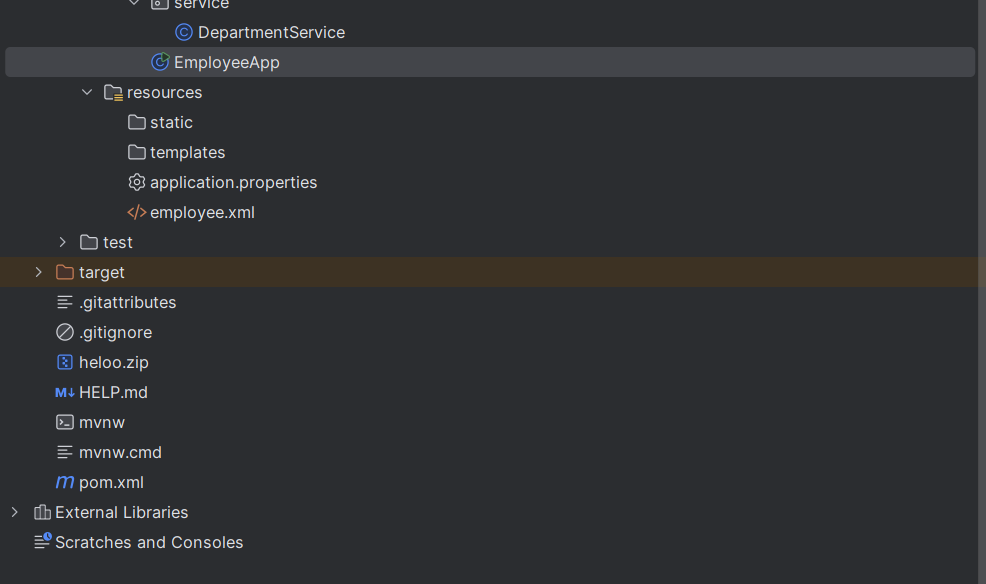 service
DepartmentService
EmployeeApp
resources
static
templates
application.properties
employee.xml
test
target
.gitattributes
.gitignore
heloo.zip
M↓ HELP.md
mvnw
mvnw.cmd
m pom.xml
External Libraries
Scratches and Consoles